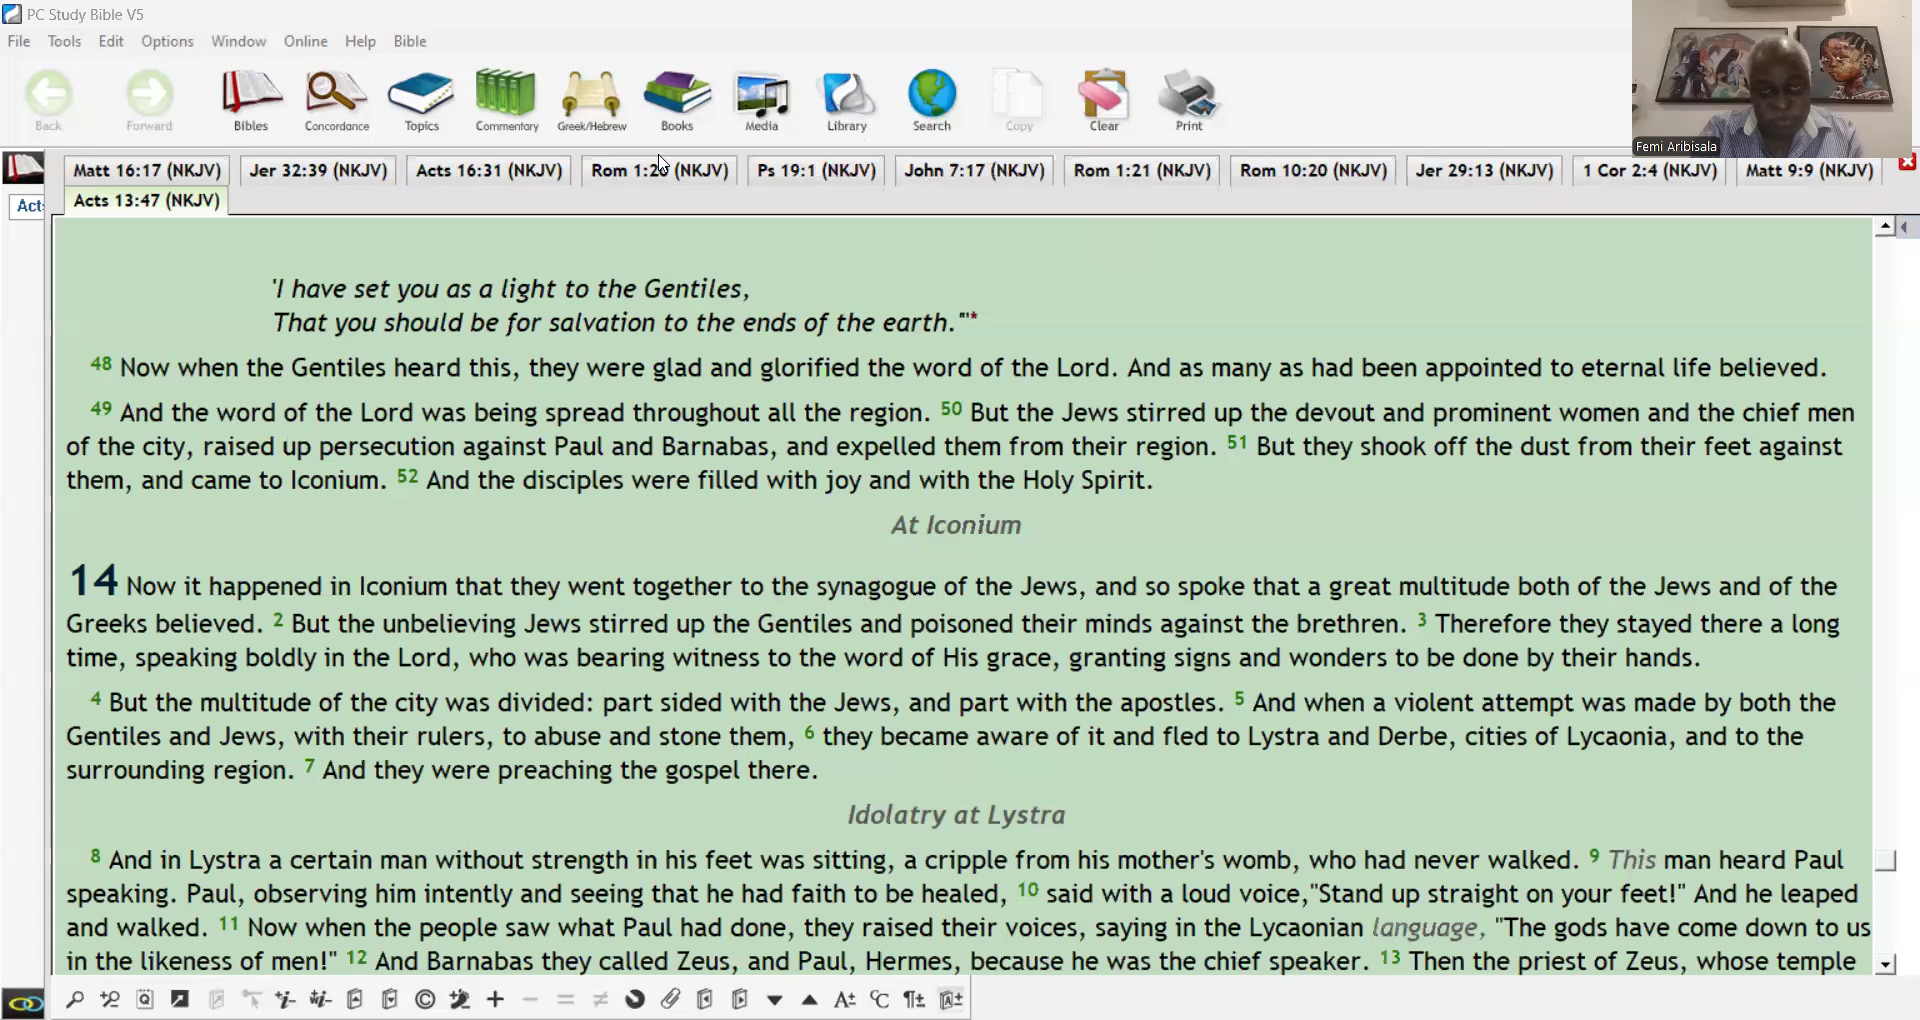 PC Study Bible V5
File Tools Edit Options Window Online Help Bible
Back Forward Bibles Concordance Topics Commentary Greek/Hebrew Books Media Library Search Copy Clear Print
Femi Aribisala
Matt 16:17 (NKJV) Jer 32:39 (NKJV) Acts 16:31 (NKJV) Rom 1:20 (NKJV) Ps 19:1 (NKJV) John 7:17 (NKJV) Rom 1:21 (NKJV) Rom 10:20 (NKJV) Jer 29:13 (NKJV) 1 Cor 2:4 (NKJV) Matt 9:9 (NKJV)
Act Acts 13:47 (NKJV)
'I have set you as a light to the Gentiles,
That you should be for salvation to the ends of the earth.'"*
48 Now when the Gentiles heard this, they were glad and glorified the word of the Lord. And as many as had been appointed to eternal life believed.
49 And the word of the Lord was being spread throughout all the region. 50 But the Jews stirred up the devout and prominent women and the chief men
of the city, raised up persecution against Paul and Barnabas, and expelled them from their region. 51 But they shook off the dust from their feet against
them, and came to Iconium. 52 And the disciples were filled with joy and with the Holy Spirit.
At Iconium
14 Now it happened in Iconium that they went together to the synagogue of the Jews, and so spoke that a great multitude both of the Jews and of the
Greeks believed. 2 But the unbelieving Jews stirred up the Gentiles and poisoned their minds against the brethren. 3 Therefore they stayed there a long
time, speaking boldly in the Lord, who was bearing witness to the word of His grace, granting signs and wonders to be done by their hands.
4 But the multitude of the city was divided: part sided with the Jews, and part with the apostles. 5 And when a violent attempt was made by both the
Gentiles and Jews, with their rulers, to abuse and stone them, 6 they became aware of it and fled to Lystra and Derbe, cities of Lycaonia, and to the
surrounding region. 7 And they were preaching the gospel there.
Idolatry at Lystra
8 And in Lystra a certain man without strength in his feet was sitting, a cripple from his mother's womb, who had never walked. 9 This man heard Paul
speaking. Paul, observing him intently and seeing that he had faith to be healed, 10 said with a loud voice,"Stand up straight on your feet!" And he leaped
and walked. 11 Now when the people saw what Paul had done, they raised their voices, saying in the Lycaonian language, "The gods have come down to us
in the likeness of men!" 12 And Barnabas they called Zeus, and Paul, Hermes, because he was the chief speaker. 13 Then the priest of Zeus, whose temple